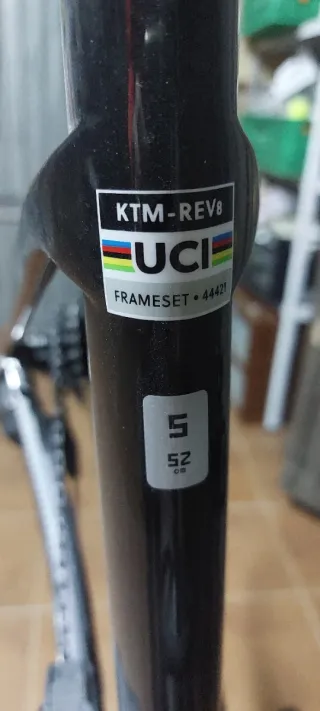 KTM-REV8
UCI
FRAMESET • 44421
S
52
cm